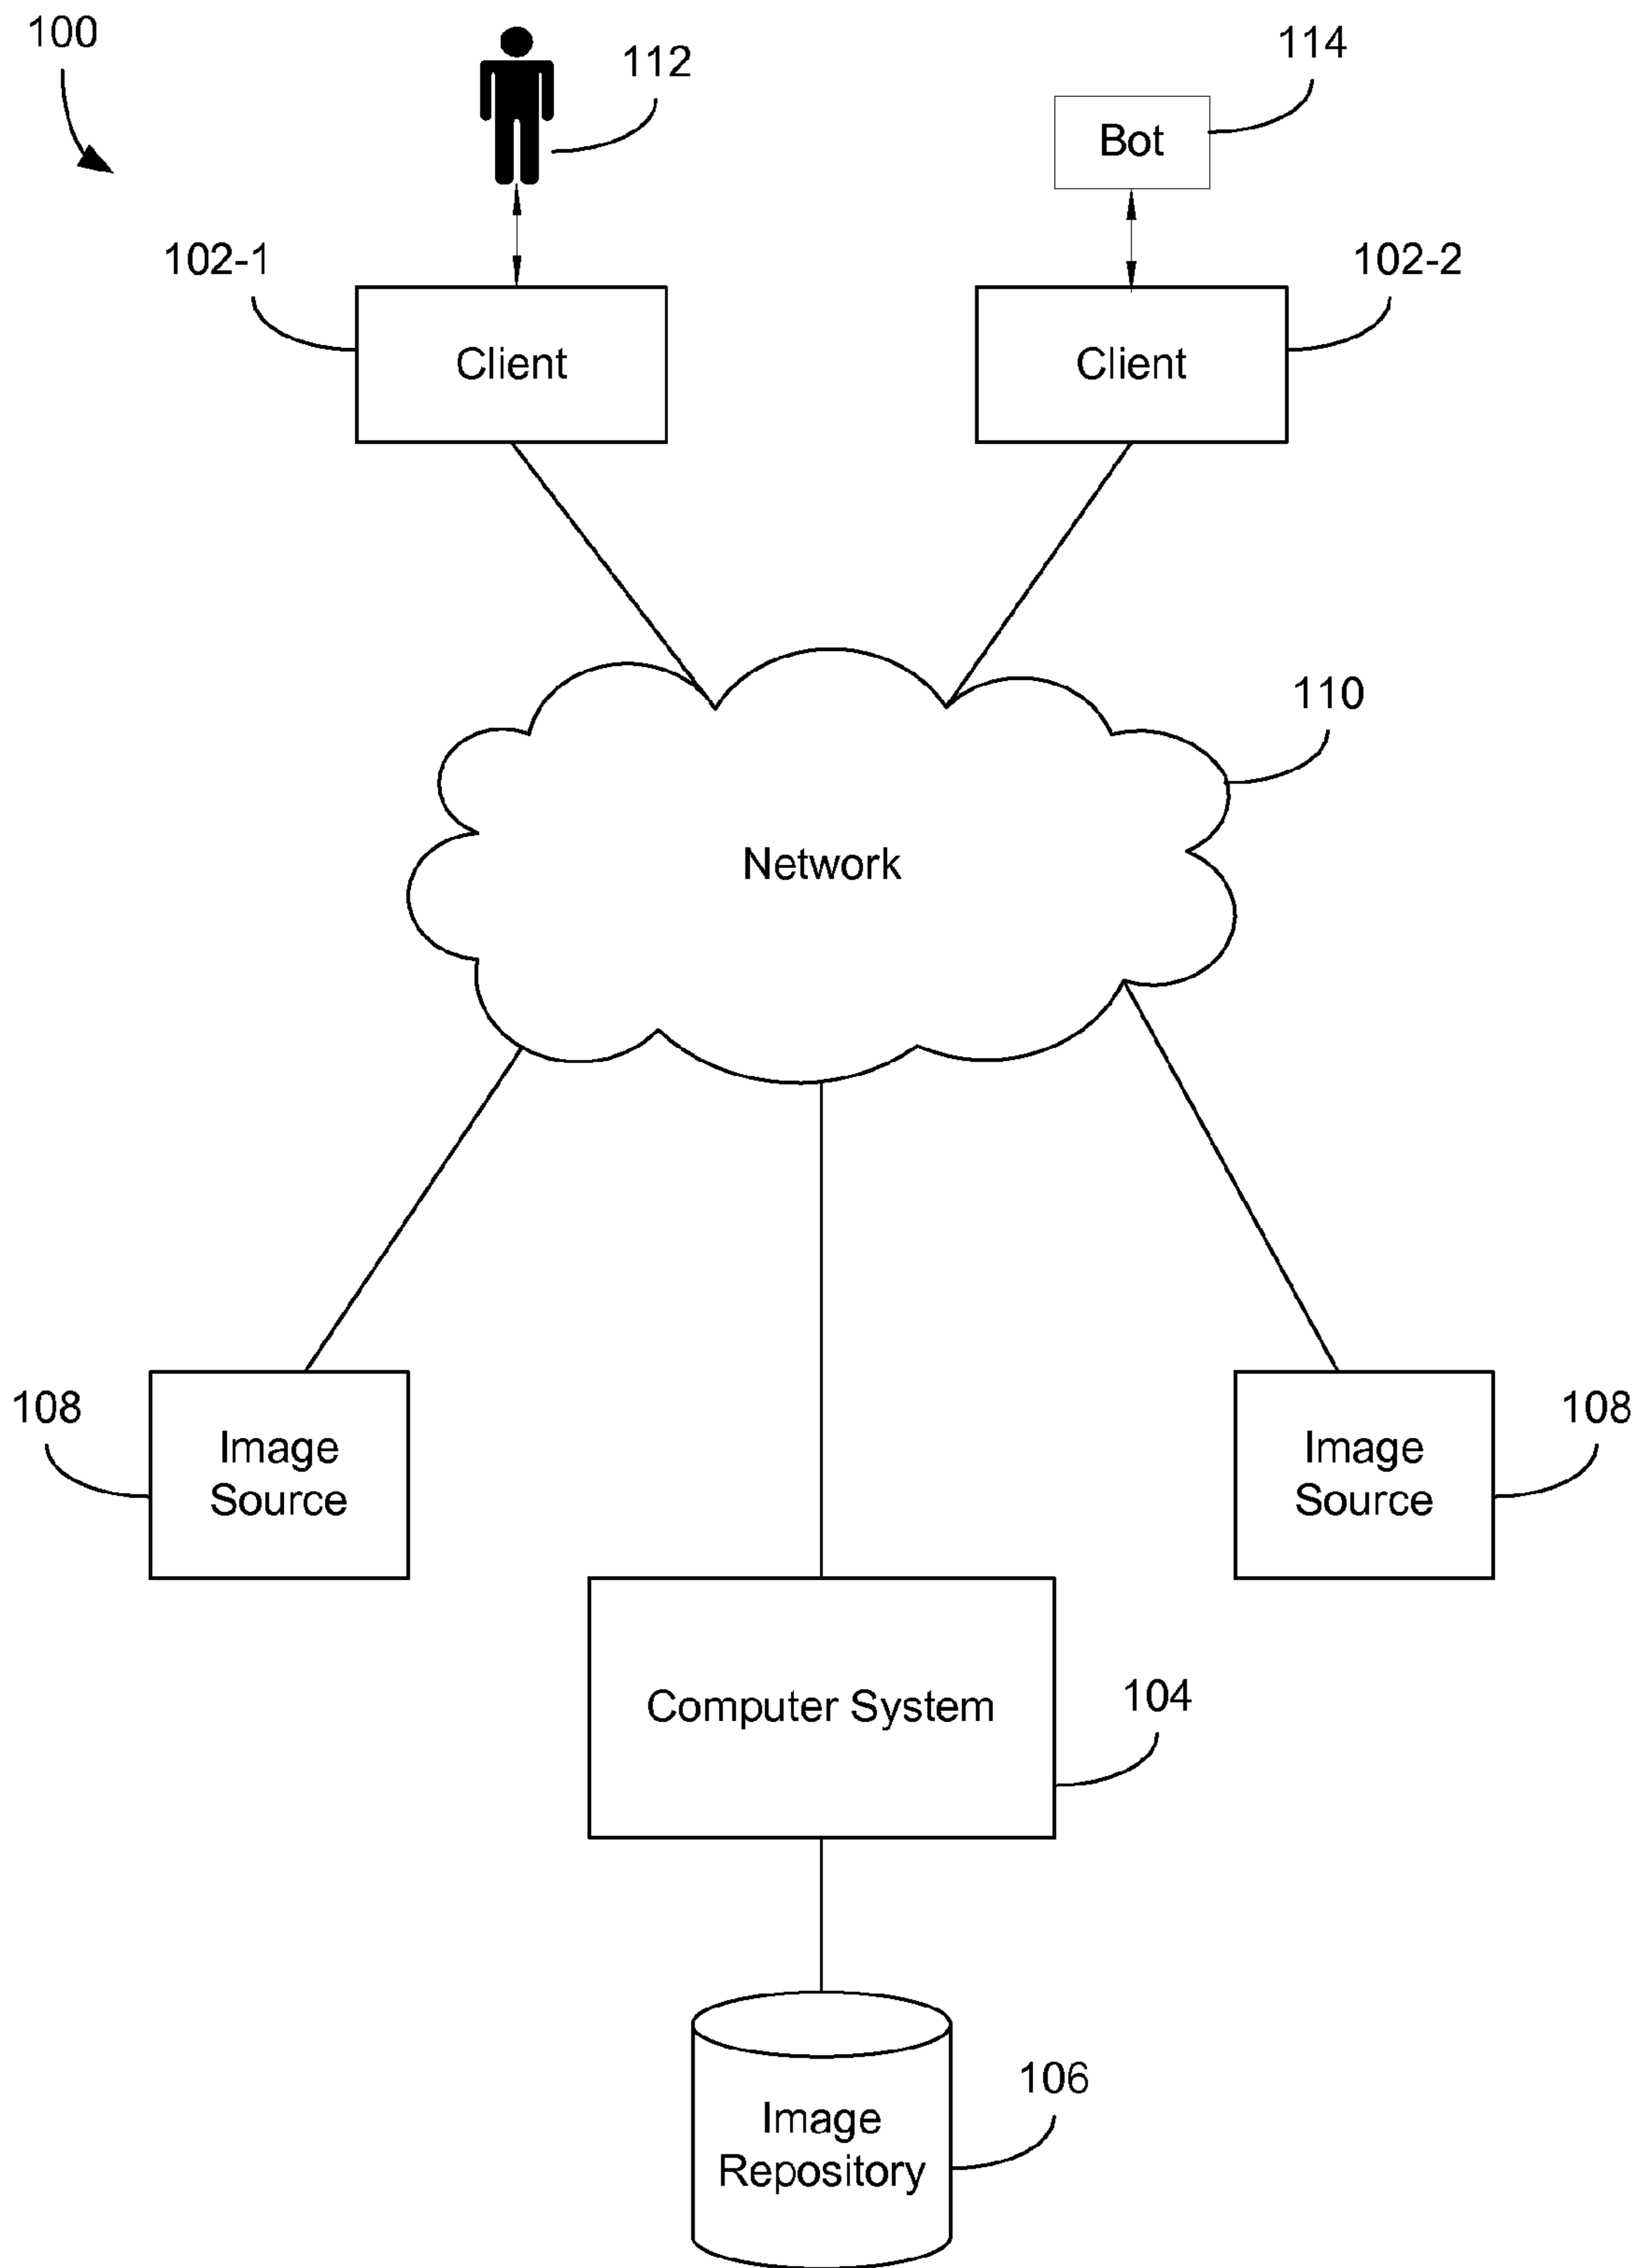 100
112
114
Bot
102-1
102-2
Client
Client
110
Network
108
108
Image
Source
Image
Source
Computer System
104
106
Image
Repository